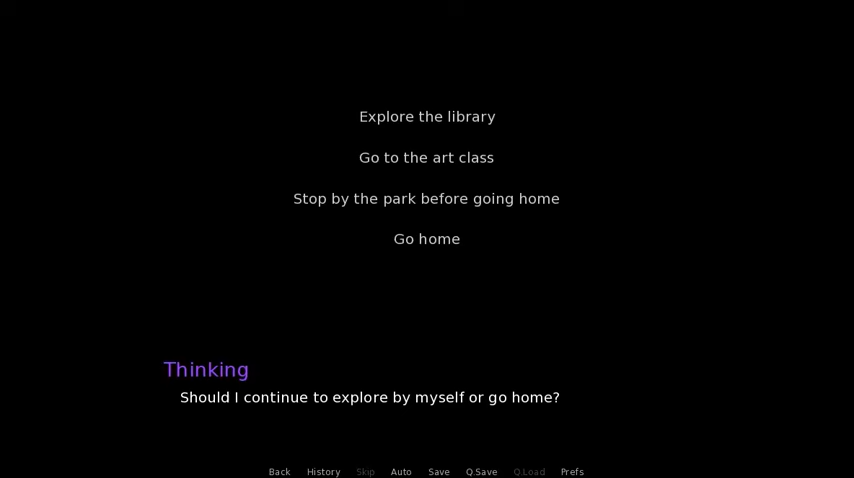 Explore the library
Go to the art class
Stop by the park before going home
Go home
Thinking
Should I continue to explore by myself or go home?
Back History Skip Auto Save Q.Save Q.Load Prefs